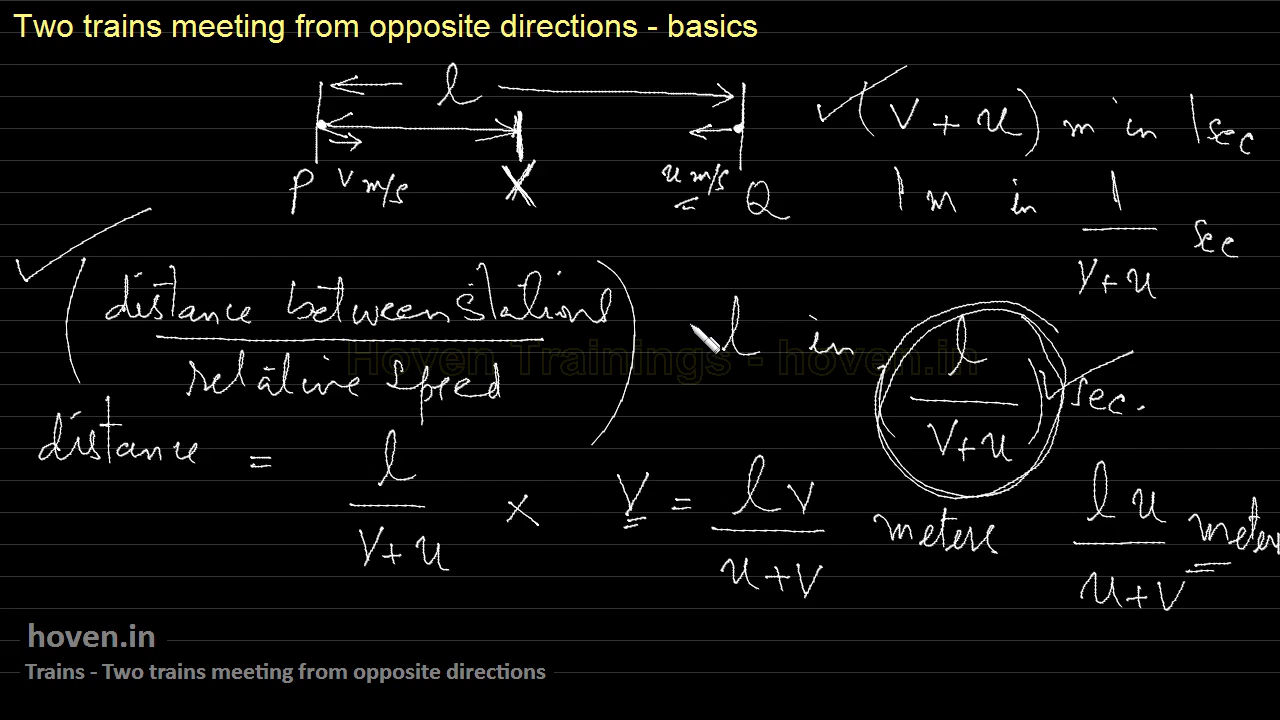 Two trains meeting from opposite directions - basics
l
(V + u) m in 1 sec
P V m/s X u m/s Q
1 m in 1/(V+u) sec
(distance between stations / relative speed)
l in l/(V+u) sec.
Hoven Trainings - hoven.in
distance = l/(V+u) × V = lV/(u+V) meters
lu/(u+V) meters
hoven.in
Trains - Two trains meeting from opposite directions